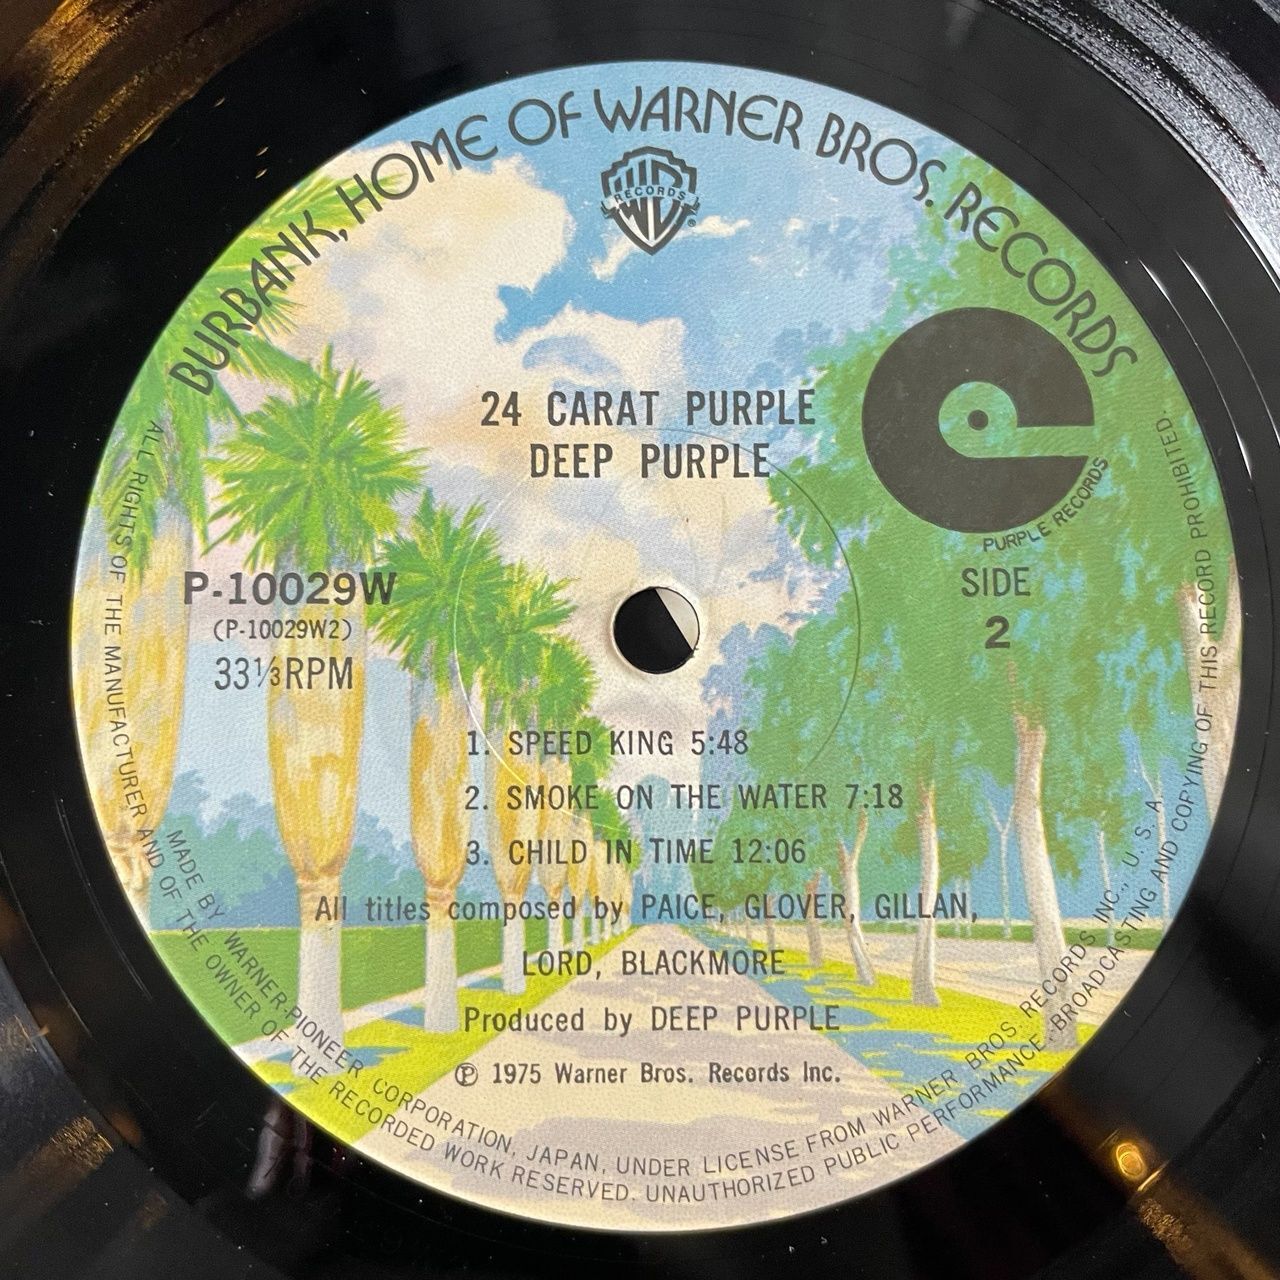 BURBANK, HOME OF WARNER BROS. RECORDS
WB
RECORDS
®
24 CARAT PURPLE
DEEP PURPLE
PURPLE RECORDS
P-10029W
(P-10029W2)
33⅓RPM
SIDE
2
1. SPEED KING 5:48
2. SMOKE ON THE WATER 7:18
3. CHILD IN TIME 12:06
All titles composed by PAICE, GLOVER, GILLAN,
LORD, BLACKMORE
Produced by DEEP PURPLE
℗ 1975 Warner Bros. Records Inc.
MADE BY WARNER-PIONEER CORPORATION, JAPAN, UNDER LICENSE FROM WARNER BROS. RECORDS INC., U. S. A.
ALL RIGHTS OF THE MANUFACTURER AND OF THE OWNER OF THE RECORDED WORK RESERVED. UNAUTHORIZED PUBLIC PERFORMANCE, BROADCASTING AND COPYING OF THIS RECORD PROHIBITED.